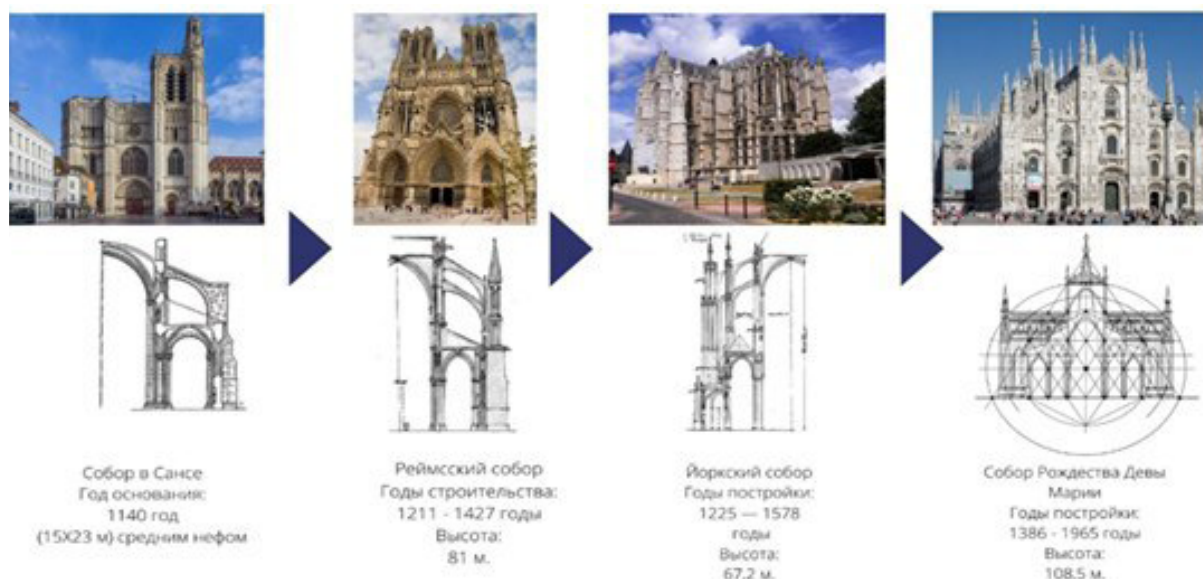 Собор в Сансе
Год основания:
1140 год
(15X23 м) средним нефом
Реймсский собор
Годы строительства:
1211 - 1427 годы
Высота:
81 м.
Йоркский собор
Годы постройки:
1225 — 1578
годы
Высота:
67.2 м.
Собор Рождества Девы
Марии
Годы постройки:
1386 - 1965 годы
Высота:
108.5 м.